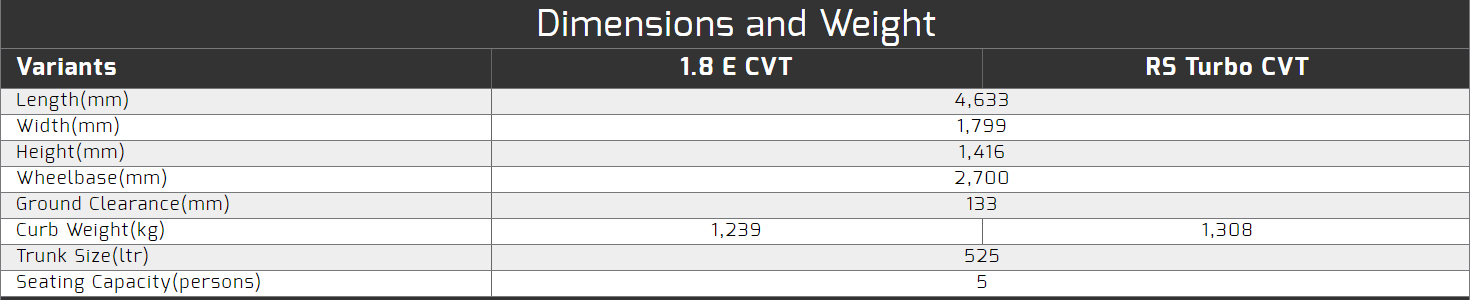 Dimensions and Weight
Variants 1.8 E CVT RS Turbo CVT
Length(mm) 4,633
Width(mm) 1,799
Height(mm) 1,416
Wheelbase(mm) 2,700
Ground Clearance(mm) 133
Curb Weight(kg) 1,239 1,308
Trunk Size(ltr) 525
Seating Capacity(persons) 5